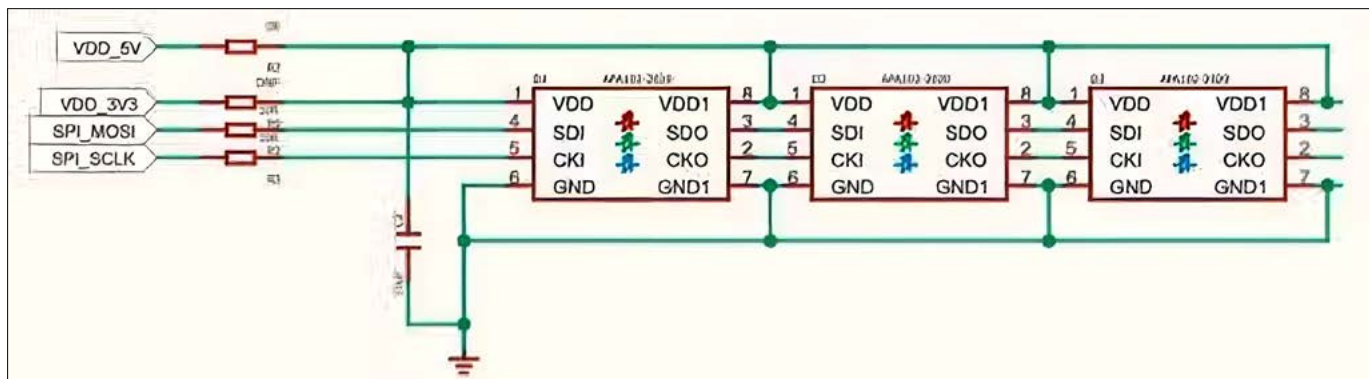 VDD_5V
VDD_3V3
SPI_MOSI
SPI_SCLK
1 VDD VDD1 8 1 VDD VDD1 8 1 VDD VDD1 8
4 SDI SDO 3 4 SDI SDO 3 4 SDI SDO 3
5 CKI CKO 2 5 CKI CKO 2 5 CKI CKO 2
6 GND GND1 7 6 GND GND1 7 6 GND GND1 7